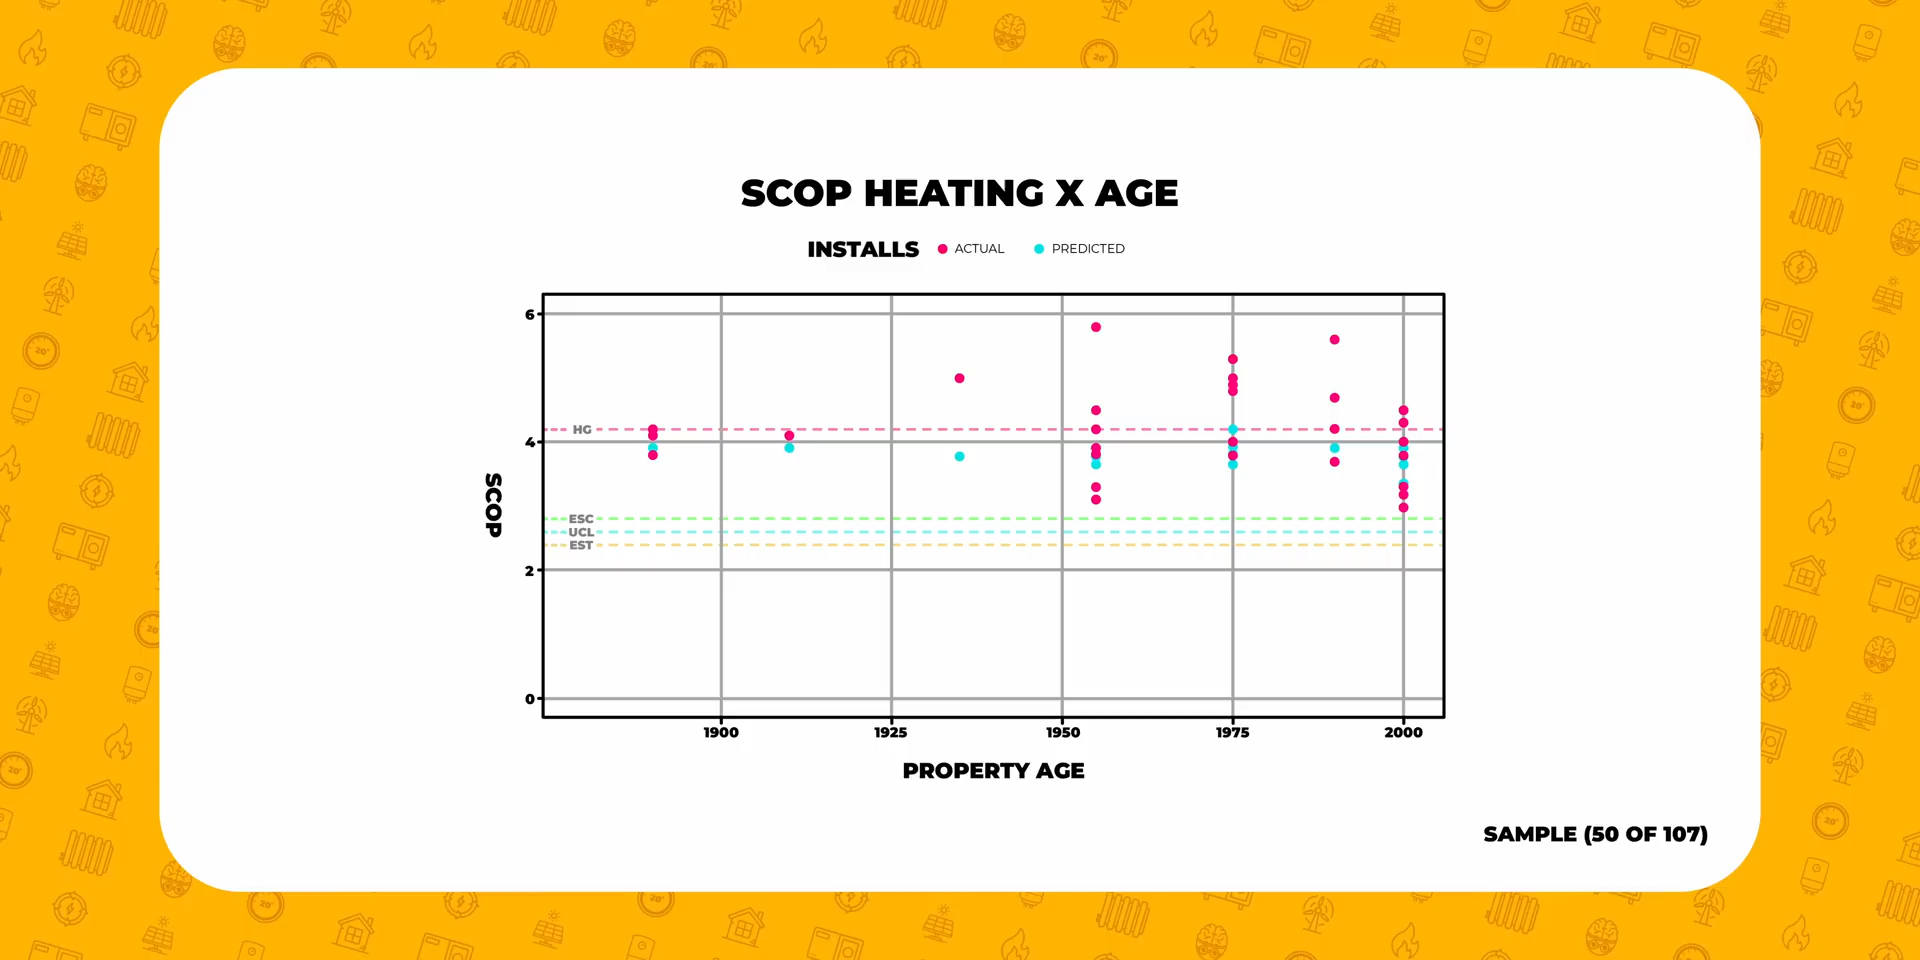 SCOP HEATING X AGE
INSTALLS ACTUAL PREDICTED
6
4
2
0
HG
ESC
UCL
EST
SCOP
1900 1925 1950 1975 2000
PROPERTY AGE
SAMPLE (50 OF 107)